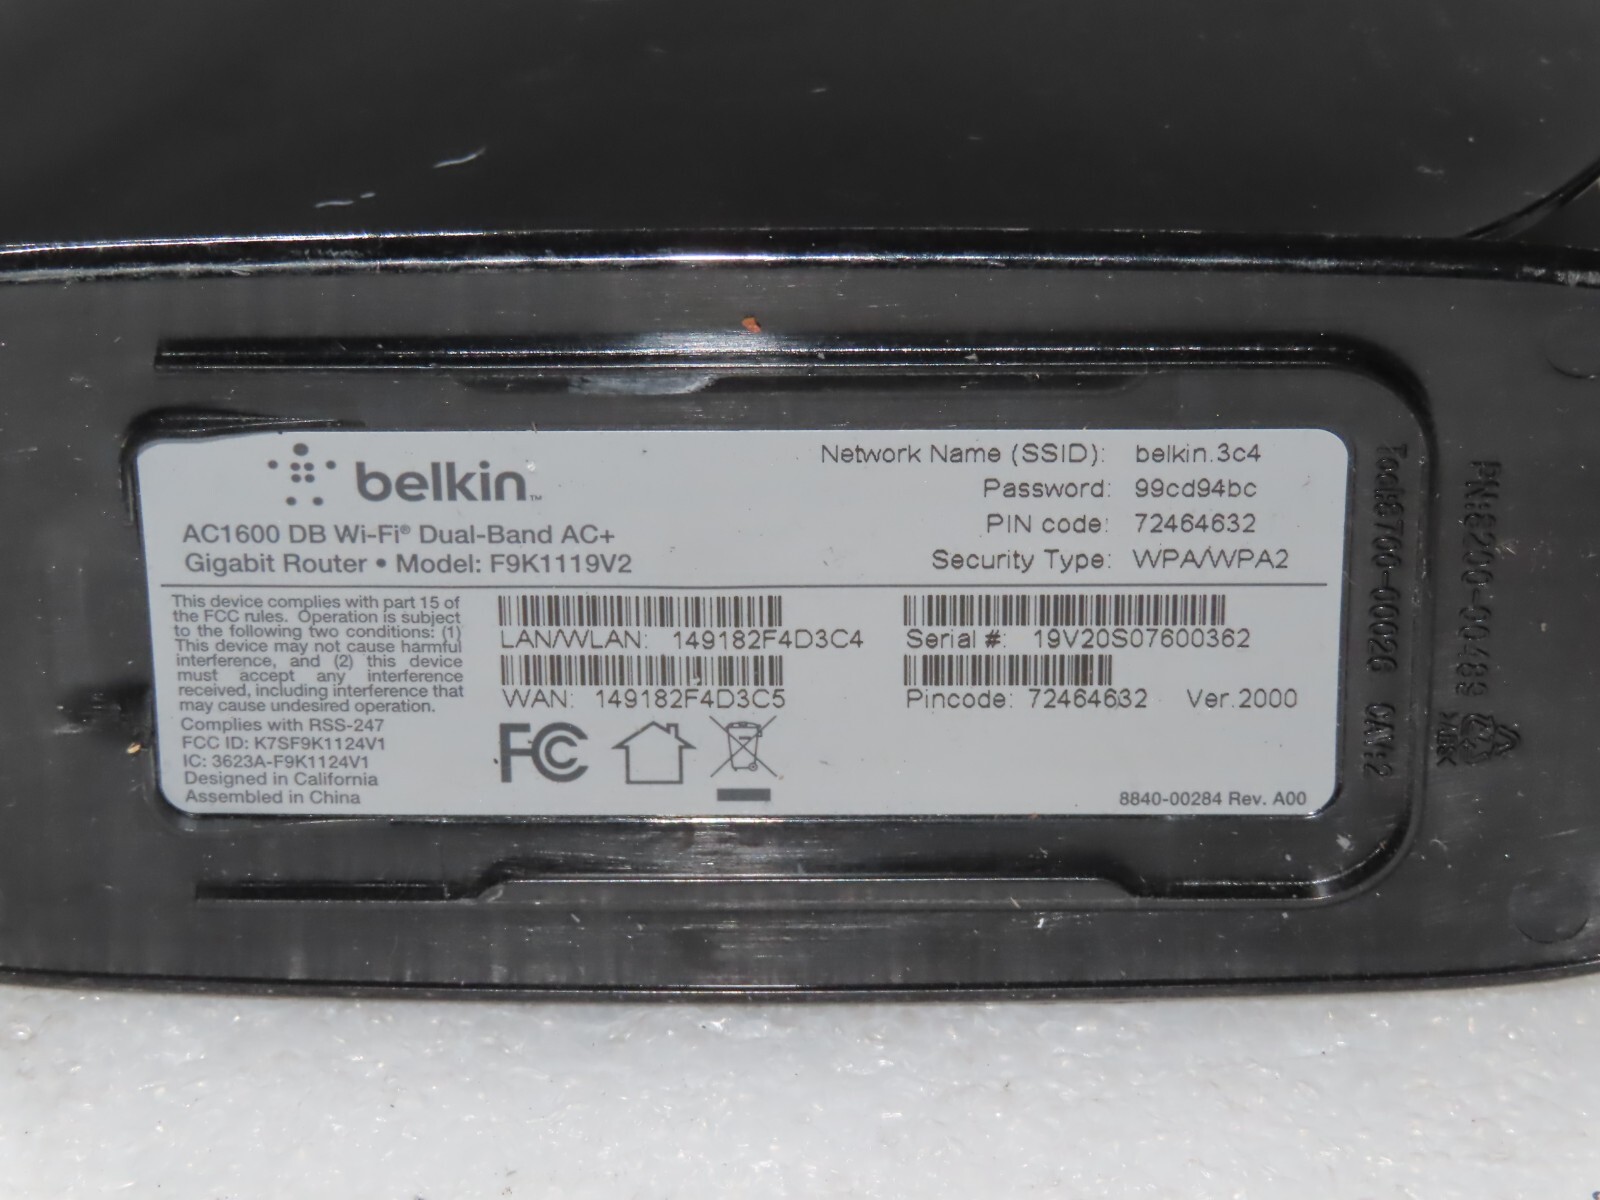 belkin™
AC1600 DB Wi-Fi® Dual-Band AC+
Gigabit Router • Model: F9K1119V2
Network Name (SSID): belkin.3c4
Password: 99cd94bc
PIN code: 72464632
Security Type: WPA/WPA2
This device complies with part 15 of
the FCC rules. Operation is subject
to the following two conditions: (1)
This device may not cause harmful
interference, and (2) this device
must accept any interference
received, including interference that
may cause undesired operation.
Complies with RSS-247
FCC ID: K7SF9K1124V1
IC: 3623A-F9K1124V1
Designed in California
Assembled in China
LAN/WLAN: 149182F4D3C4
WAN: 149182F4D3C5
FC
Serial #: 19V20S07600362
Pincode: 72464632 Ver.2000
8840-00284 Rev. A00